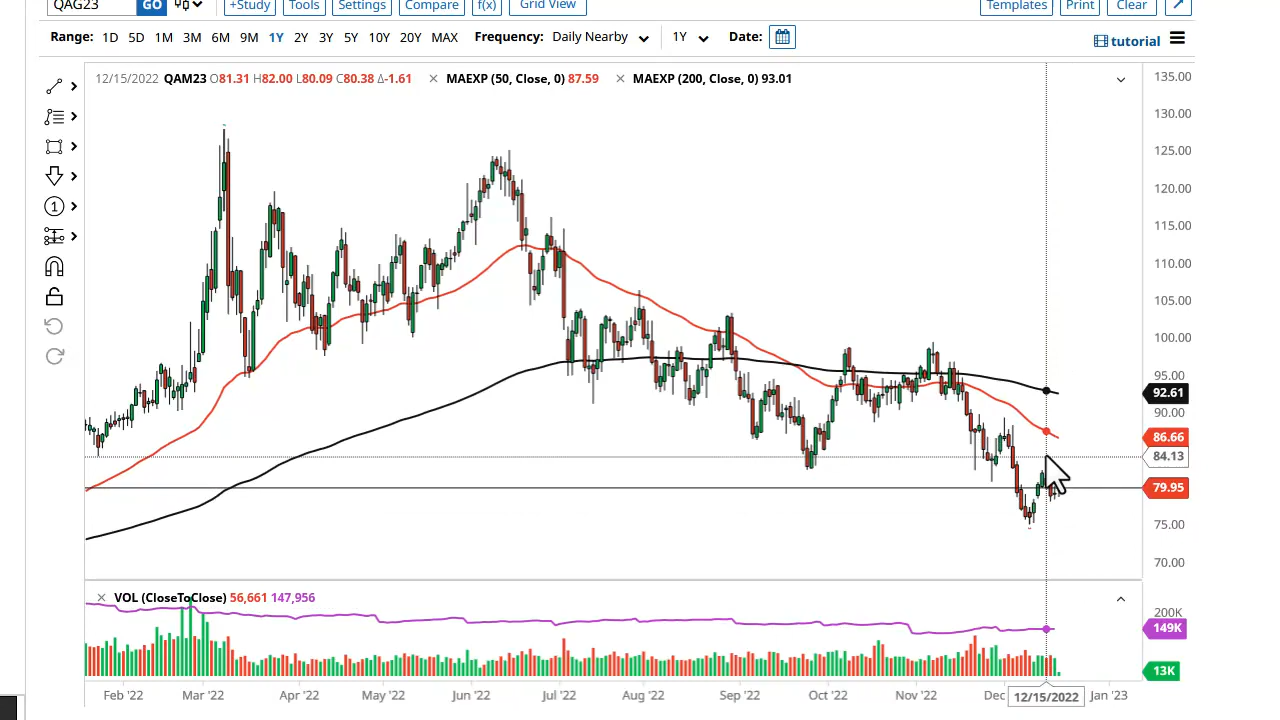 QAG23 GO +Study Tools Settings Compare f(x) Grid View Templates Print Clear
Range: 1D 5D 1M 3M 6M 9M 1Y 2Y 3Y 5Y 10Y 20Y MAX Frequency: Daily Nearby 1Y Date: tutorial
12/15/2022 QAM23 O81.31 H82.00 L80.09 C80.38 Δ-1.61 MAEXP (50, Close, 0) 87.59 MAEXP (200, Close, 0) 93.01
135.00
130.00
125.00
120.00
115.00
110.00
105.00
100.00
95.00
92.61
90.00
86.66
84.13
79.95
75.00
70.00
1
VOL (CloseToClose) 56,661 147,956
200K
149K
13K
Feb '22 Mar '22 Apr '22 May '22 Jun '22 Jul '22 Aug '22 Sep '22 Oct '22 Nov '22 Dec 12/15/2022 Jan '23